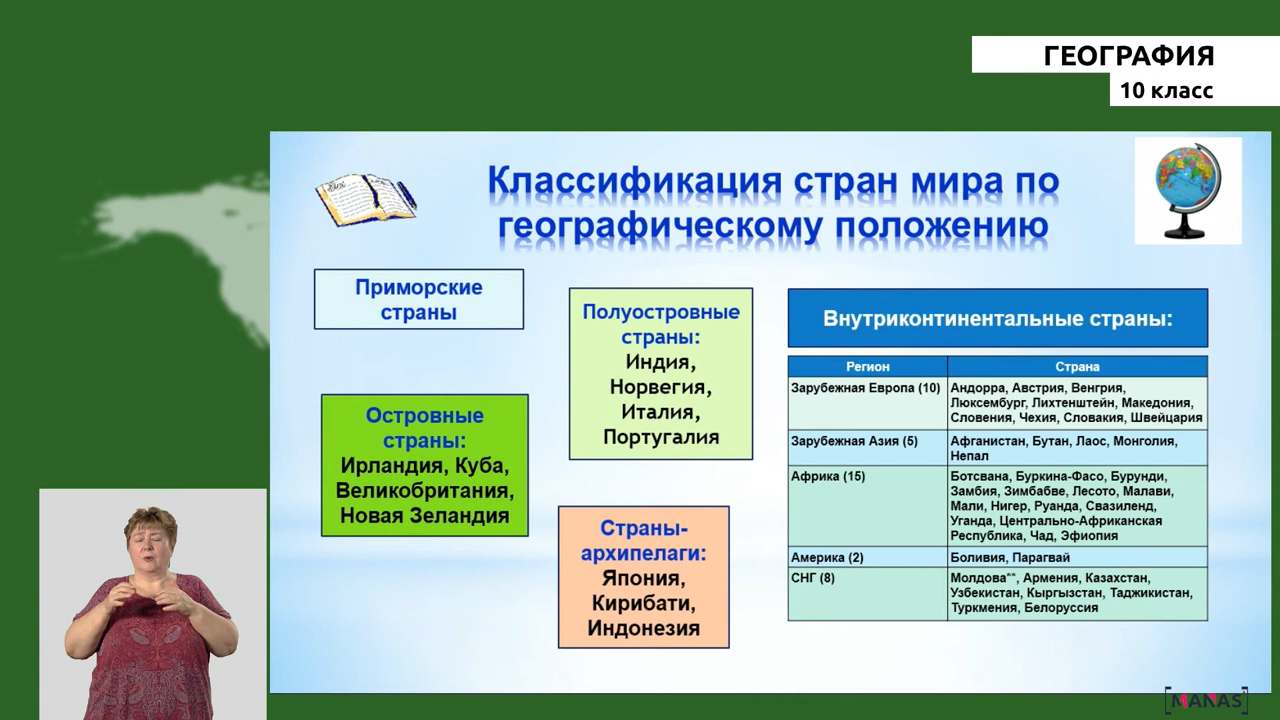 ГЕОГРАФИЯ
10 класс
Классификация стран мира по
географическому положению
Приморские
страны
Островные
страны:
Ирландия, Куба,
Великобритания,
Новая Зеландия
Полуостровные
страны:
Индия,
Норвегия,
Италия,
Португалия
Страны-
архипелаги:
Япония,
Кирибати,
Индонезия
Внутриконтинентальные страны:
Регион Страна
Зарубежная Европа (10) Андорра, Австрия, Венгрия,
Люксембург, Лихтенштейн, Македония,
Словения, Чехия, Словакия, Швейцария
Зарубежная Азия (5) Афганистан, Бутан, Лаос, Монголия,
Непал
Африка (15) Ботсвана, Буркина-Фасо, Бурунди,
Замбия, Зимбабве, Лесото, Малави,
Мали, Нигер, Руанда, Свазиленд,
Уганда, Центрально-Африканская
Республика, Чад, Эфиопия
Америка (2) Боливия, Парагвай
СНГ (8) Молдова**, Армения, Казахстан,
Узбекистан, Кыргызстан, Таджикистан,
Туркмения, Белоруссия
[MANAS]